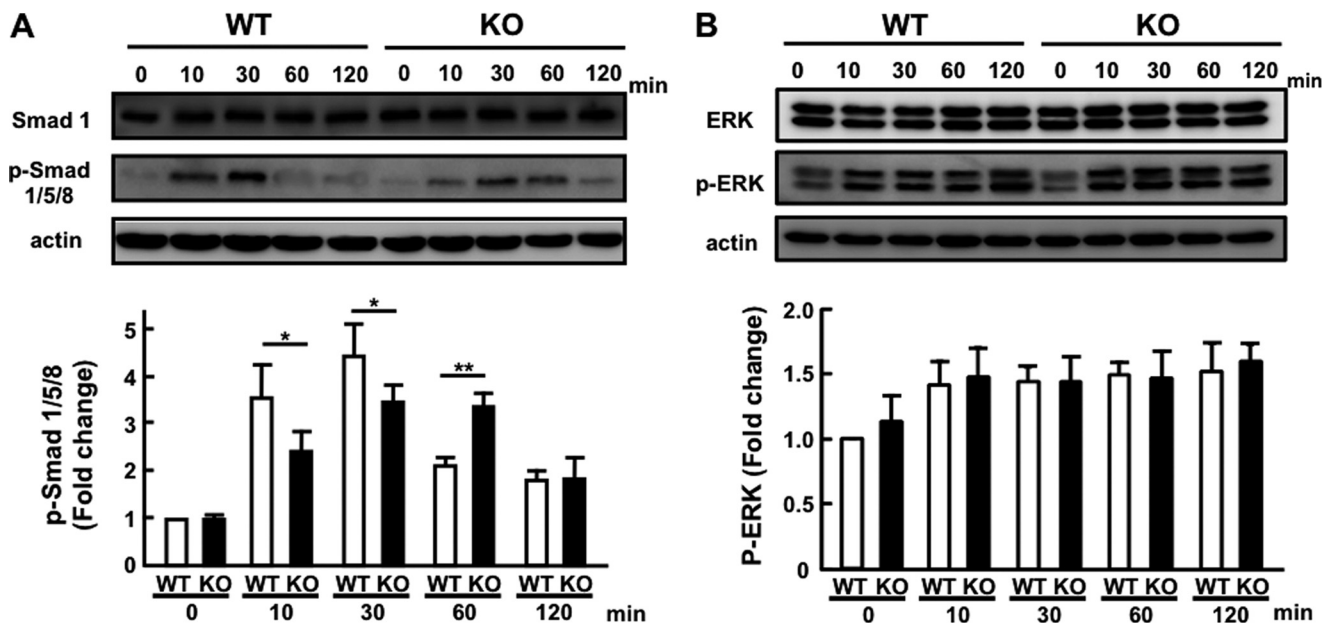 A
WT KO
0 10 30 60 120 0 10 30 60 120 min
Smad 1
p-Smad
1/5/8
actin
5
4
3
2
1
0
p-Smad 1/5/8
(Fold change)
* * **
WT KO WT KO WT KO WT KO WT KO
0 10 30 60 120 min
B
WT KO
0 10 30 60 120 0 10 30 60 120 min
ERK
p-ERK
actin
2.0
1.5
1.0
0.5
0
P-ERK (Fold change)
WT KO WT KO WT KO WT KO WT KO
0 10 30 60 120 min